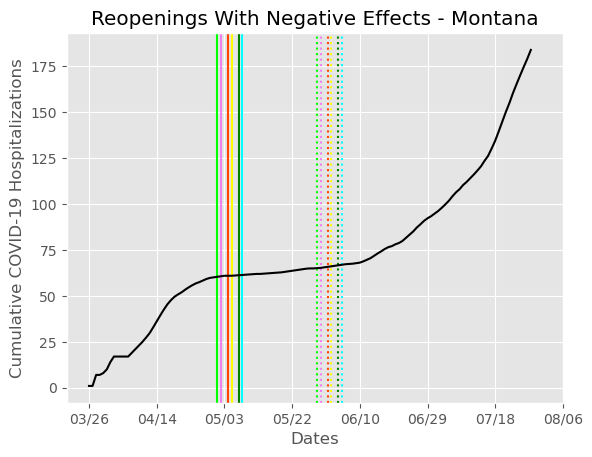 Reopenings With Negative Effects - Montana
Cumulative COVID-19 Hospitalizations
175
150
125
100
75
50
25
0
03/26 04/14 05/03 05/22 06/10 06/29 07/18 08/06
Dates